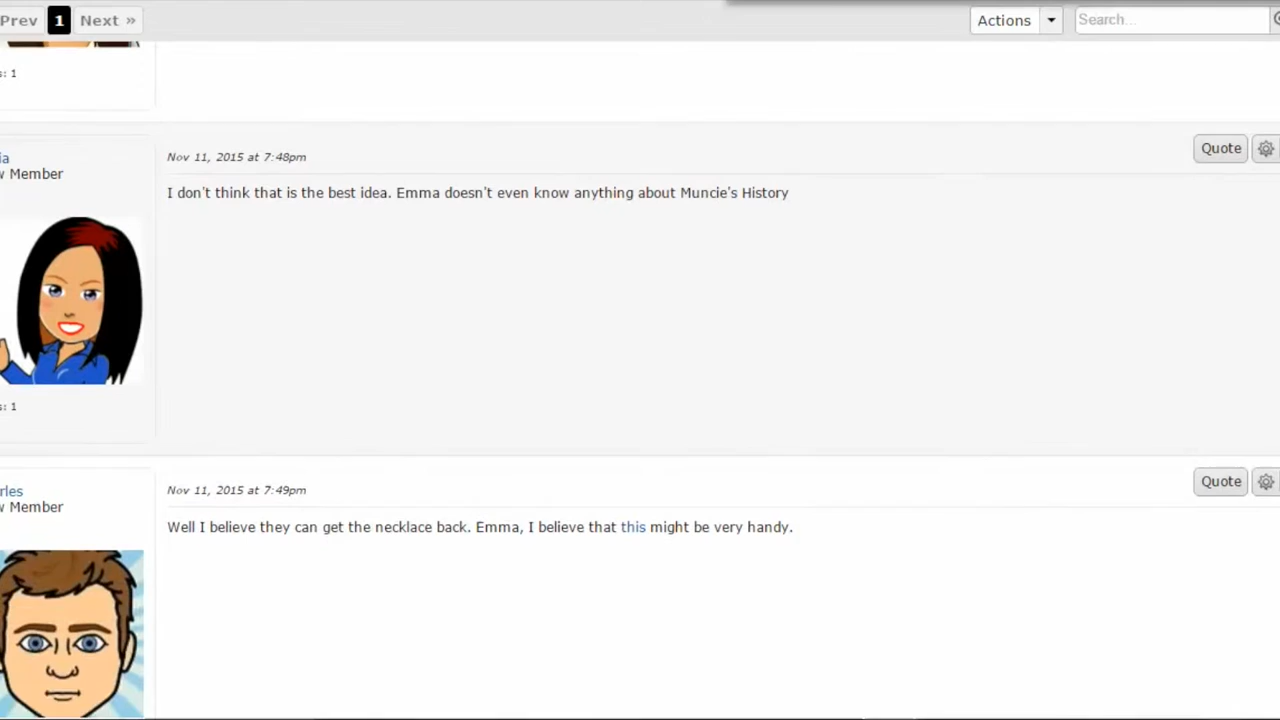 Prev 1 Next »
Actions
Search...
s: 1
ia
w Member
Nov 11, 2015 at 7:48pm
Quote
I don't think that is the best idea. Emma doesn't even know anything about Muncie's History
s: 1
rles
w Member
Nov 11, 2015 at 7:49pm
Quote
Well I believe they can get the necklace back. Emma, I believe that this might be very handy.